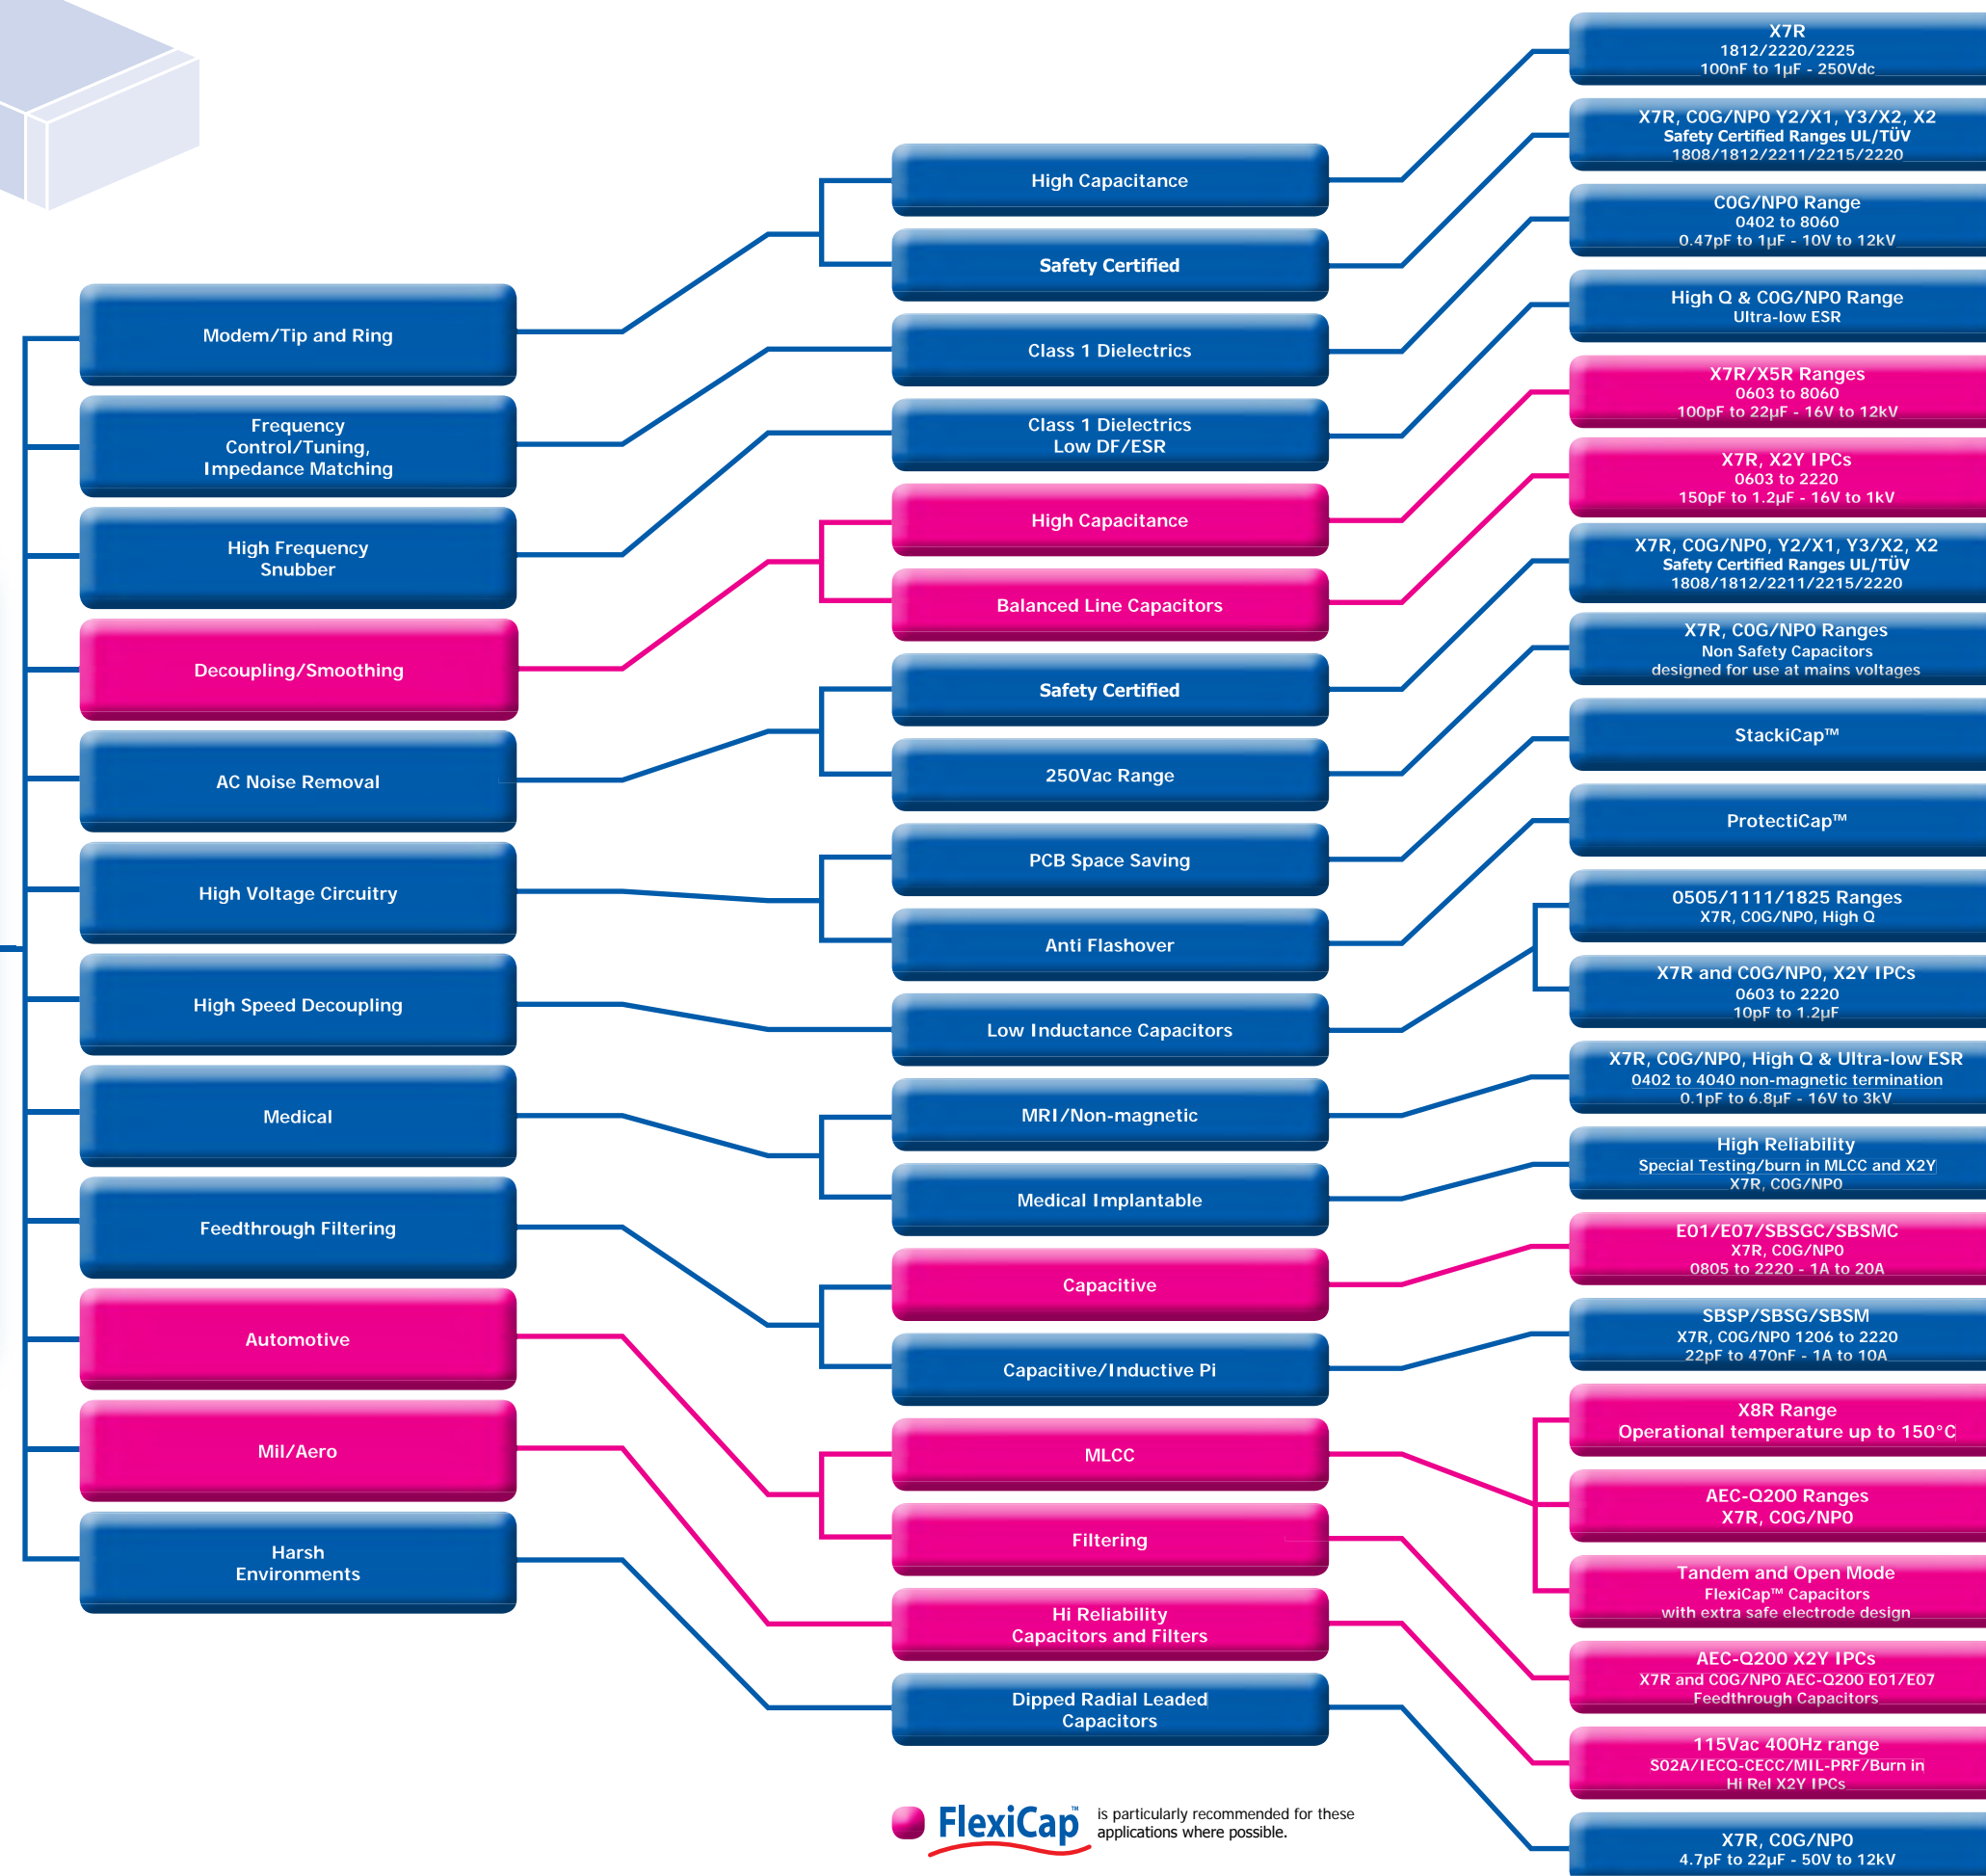 Modem/Tip and Ring
Frequency
Control/Tuning,
Impedance Matching
High Frequency
Snubber
Decoupling/Smoothing
AC Noise Removal
High Voltage Circuitry
High Speed Decoupling
Medical
Feedthrough Filtering
Automotive
Mil/Aero
Harsh
Environments
High Capacitance
Safety Certified
Class 1 Dielectrics
Class 1 Dielectrics
Low DF/ESR
High Capacitance
Balanced Line Capacitors
Safety Certified
250Vac Range
PCB Space Saving
Anti Flashover
Low Inductance Capacitors
MRI/Non-magnetic
Medical Implantable
Capacitive
Capacitive/Inductive Pi
MLCC
Filtering
Hi Reliability
Capacitors and Filters
Dipped Radial Leaded
Capacitors
X7R
1812/2220/2225
100nF to 1µF - 250Vdc
X7R, C0G/NP0 Y2/X1, Y3/X2, X2
Safety Certified Ranges UL/TÜV
1808/1812/2211/2215/2220
C0G/NP0 Range
0402 to 8060
0.47pF to 1µF - 10V to 12kV
High Q & C0G/NP0 Range
Ultra-low ESR
X7R/X5R Ranges
0603 to 8060
100pF to 22µF - 16V to 12kV
X7R, X2Y IPCs
0603 to 2220
150pF to 1.2µF - 16V to 1kV
X7R, C0G/NP0, Y2/X1, Y3/X2, X2
Safety Certified Ranges UL/TÜV
1808/1812/2211/2215/2220
X7R, C0G/NP0 Ranges
Non Safety Capacitors
designed for use at mains voltages
StackiCap™
ProtectiCap™
0505/1111/1825 Ranges
X7R, C0G/NP0, High Q
X7R and C0G/NP0, X2Y IPCs
0603 to 2220
10pF to 1.2µF
X7R, C0G/NP0, High Q & Ultra-low ESR
0402 to 4040 non-magnetic termination
0.1pF to 6.8µF - 16V to 3kV
High Reliability
Special Testing/burn in MLCC and X2Y
X7R, C0G/NP0
E01/E07/SBSGC/SBSMC
X7R, C0G/NP0
0805 to 2220 - 1A to 20A
SBSP/SBSG/SBSM
X7R, C0G/NP0 1206 to 2220
22pF to 470nF - 1A to 10A
X8R Range
Operational temperature up to 150°C
AEC-Q200 Ranges
X7R, C0G/NP0
Tandem and Open Mode
FlexiCap™ Capacitors
with extra safe electrode design
AEC-Q200 X2Y IPCs
X7R and C0G/NP0 AEC-Q200 E01/E07
Feedthrough Capacitors
115Vac 400Hz range
S02A/IECQ-CECC/MIL-PRF/Burn in
Hi Rel X2Y IPCs
X7R, C0G/NP0
4.7pF to 22µF - 50V to 12kV
FlexiCap™ is particularly recommended for these
applications where possible.